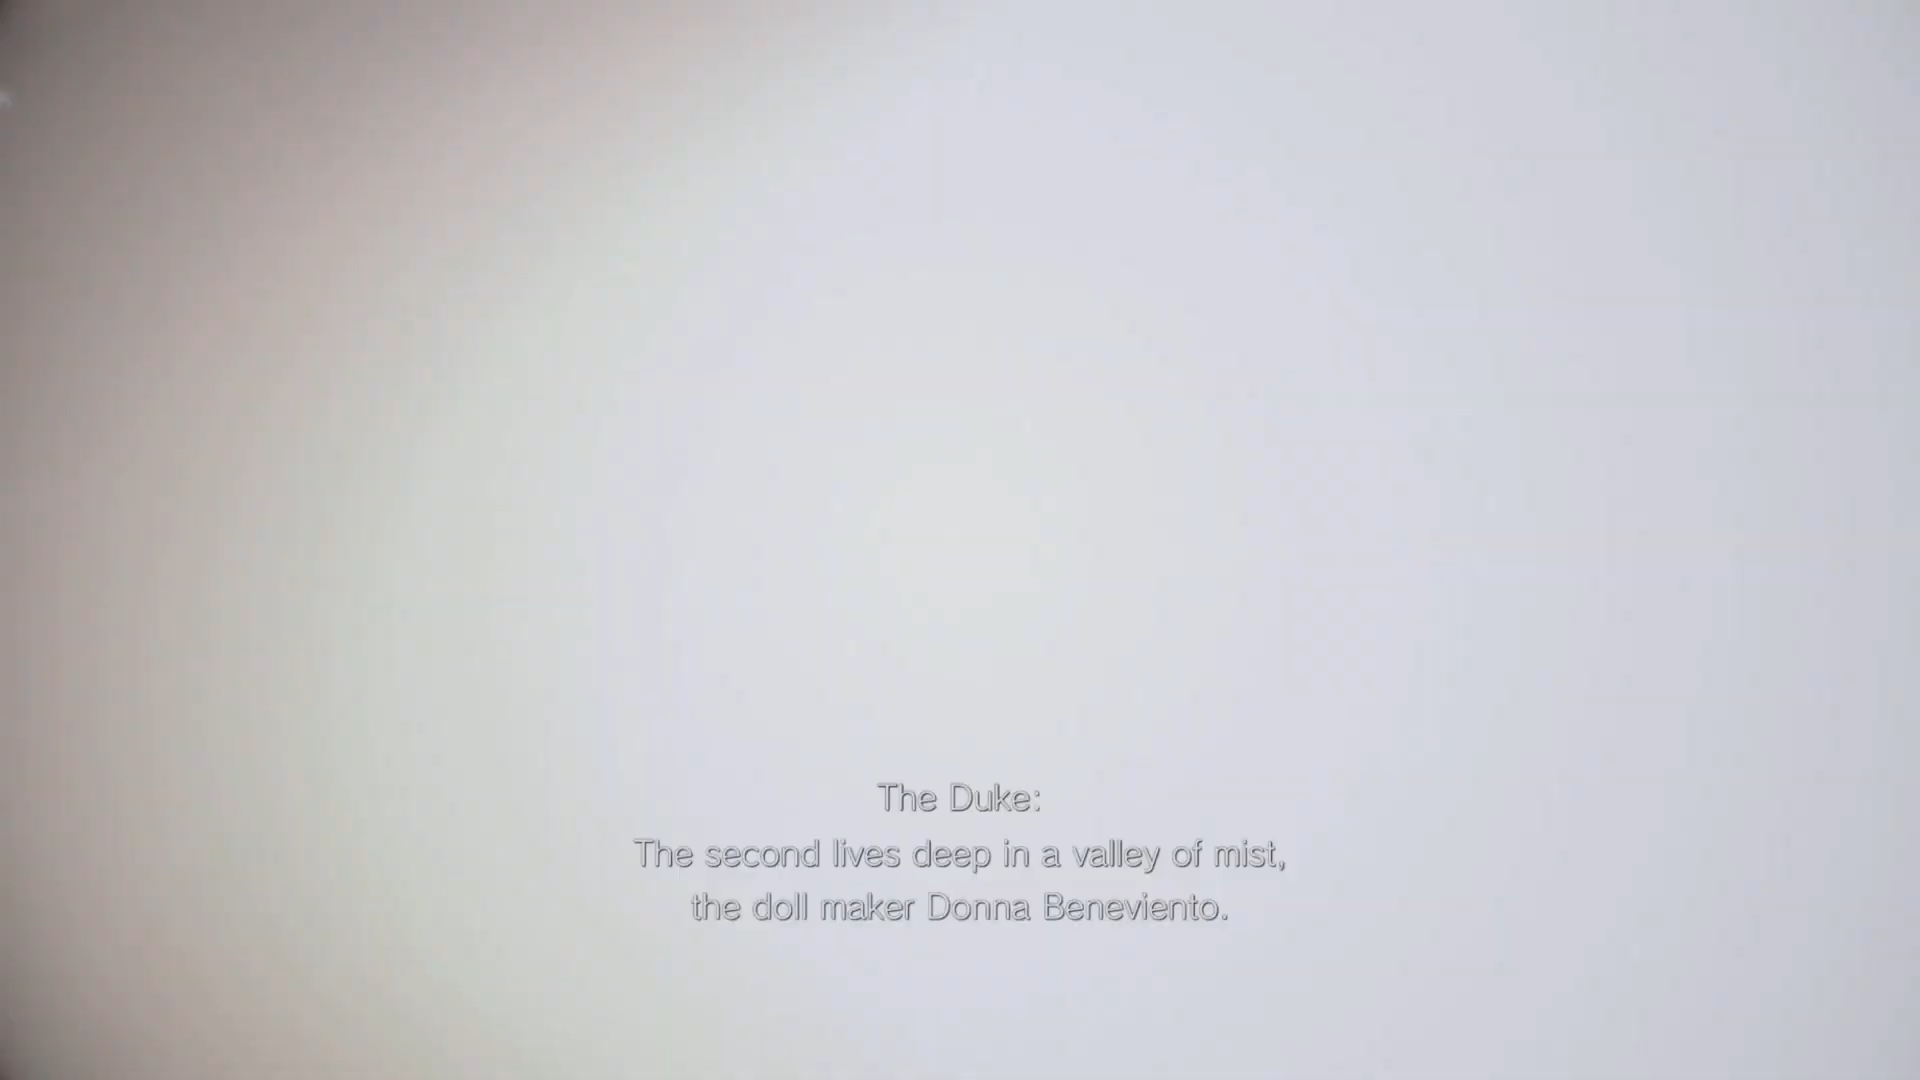 The Duke:
The second lives deep in a valley of mist,
the doll maker Donna Beneviento.